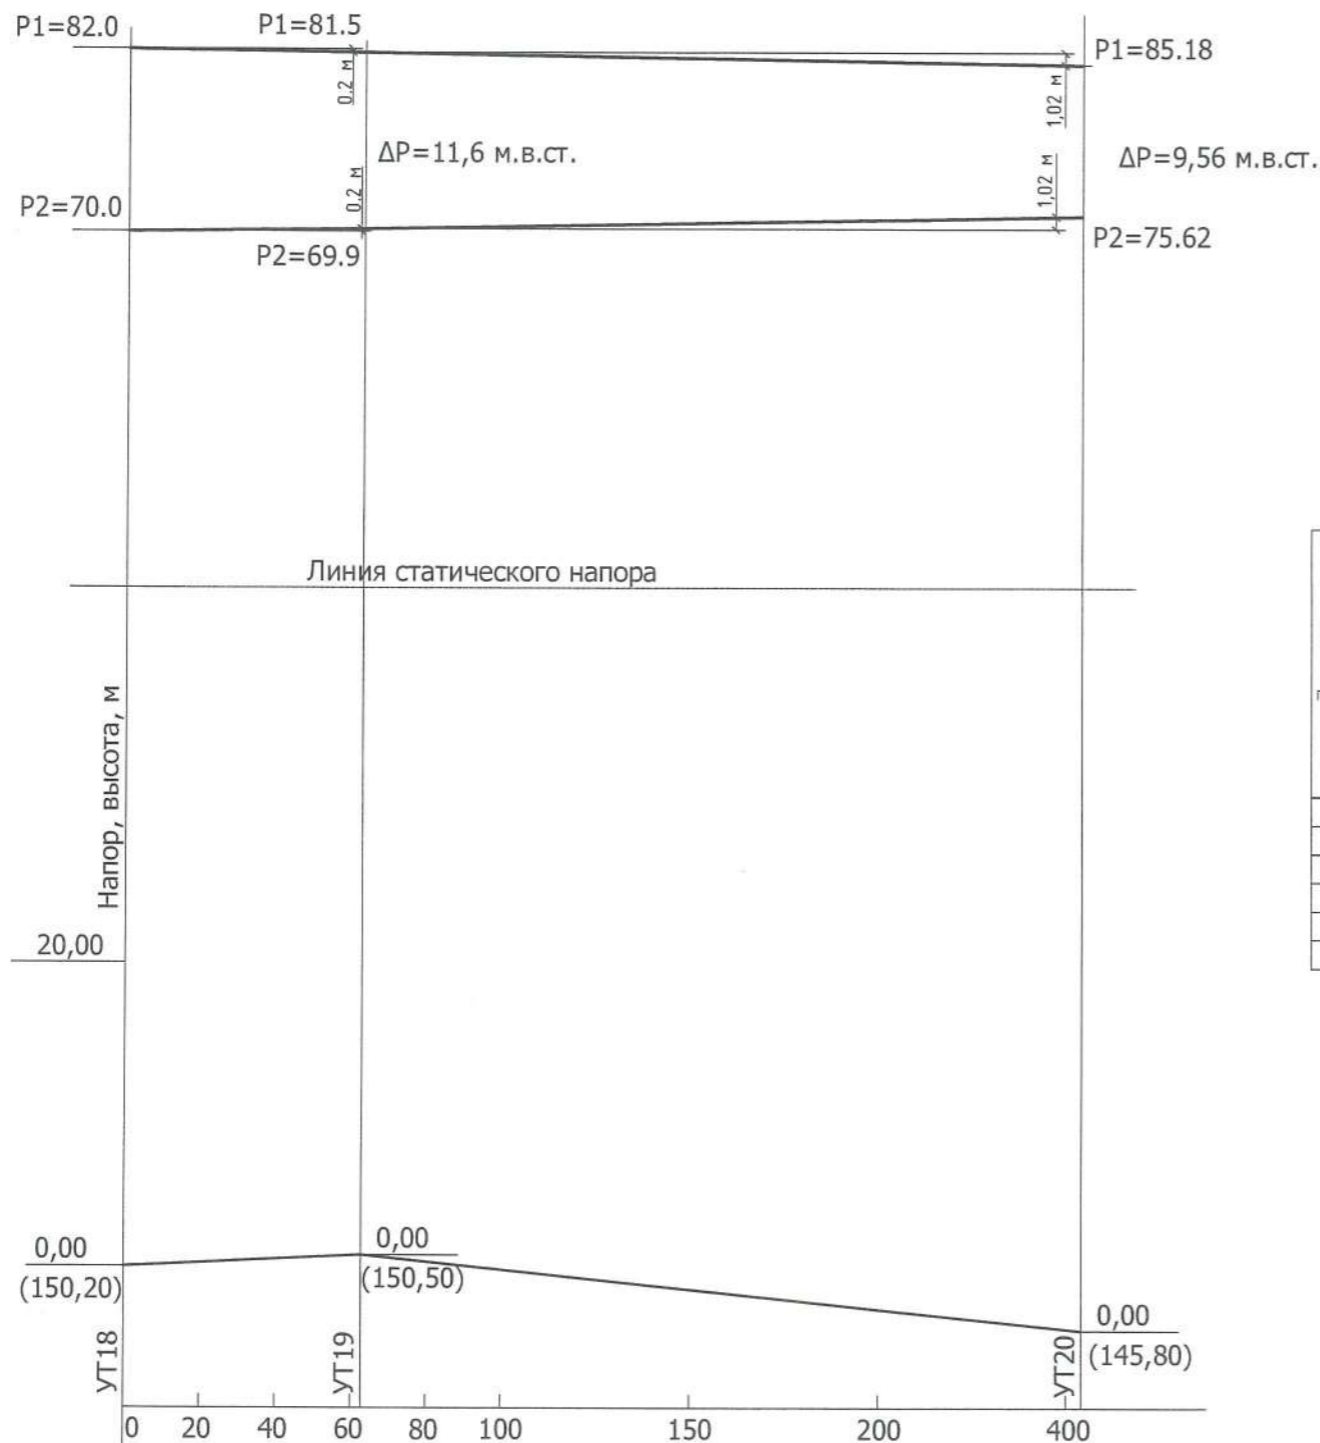 P1=82.0
P1=81.5
P1=85.18
0.2 м
1,02 м
ΔP=11,6 м.в.ст.
ΔP=9,56 м.в.ст.
0.2 м
1,02 м
P2=70.0
P2=69.9
P2=75.62
Линия статического напора
Напор, высота, м
20,00
0,00
(150,20)
0,00
(150,50)
0,00
(145,80)
УТ18
УТ19
УТ20
0 20 40 60 80 100 150 200 400